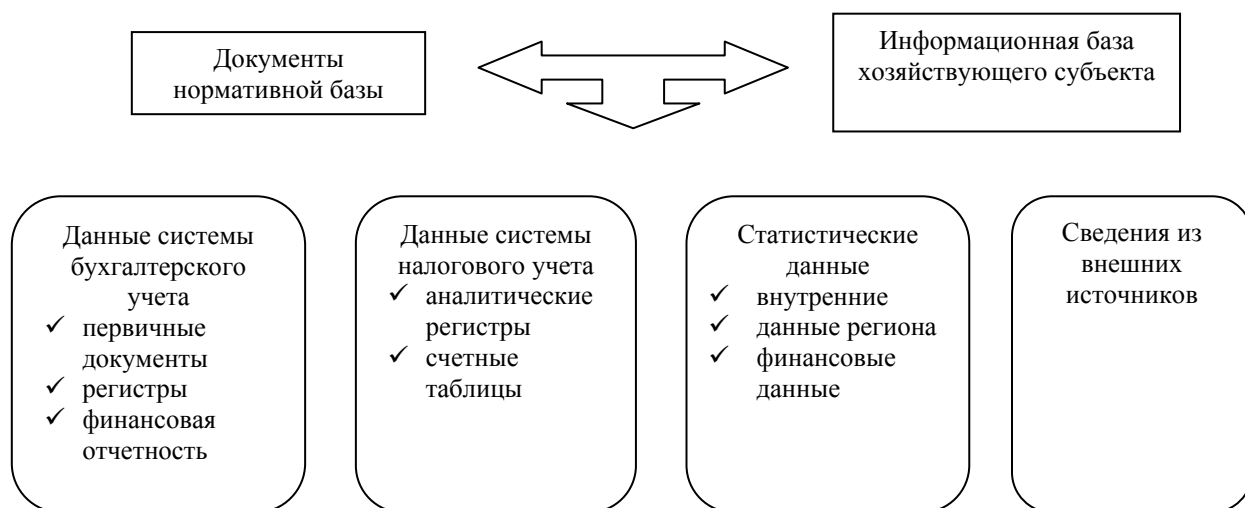 Документы
нормативной базы
Информационная база
хозяйствующего субъекта
Данные системы
бухгалтерского
учета
✓ первичные
документы
✓ регистры
✓ финансовая
отчетность
Данные системы
налогового учета
✓ аналитические
регистры
✓ счетные
таблицы
Статистические
данные
✓ внутренние
✓ данные региона
✓ финансовые
данные
Сведения из
внешних
источников